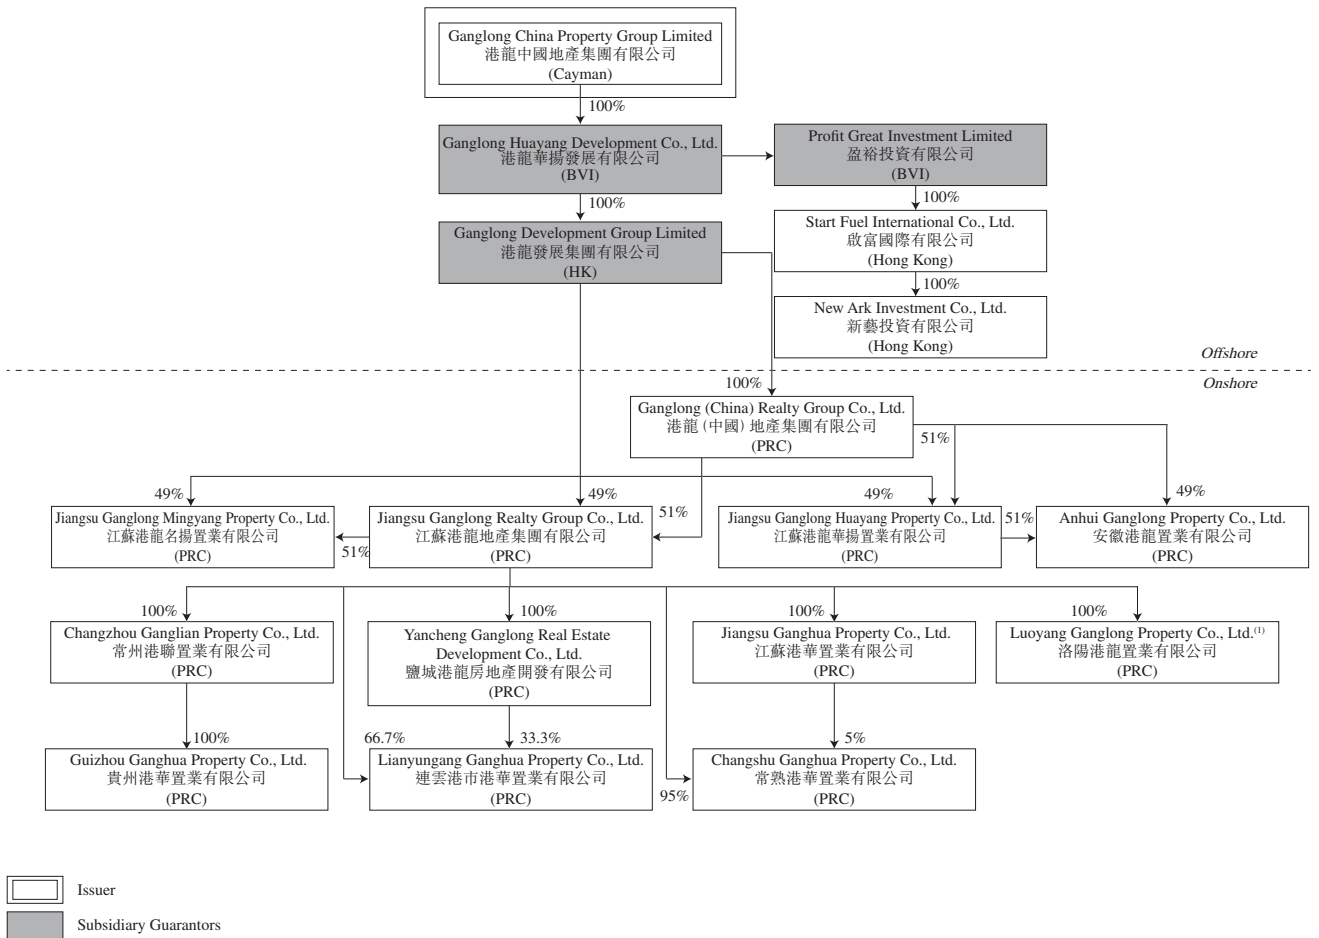 Ganglong China Property Group Limited
港龍中國地產集團有限公司
(Cayman)
100%
Ganglong Huayang Development Co., Ltd.
港龍華揚發展有限公司
(BVI)
Profit Great Investment Limited
盈裕投資有限公司
(BVI)
100%
100%
Ganglong Development Group Limited
港龍發展集團有限公司
(HK)
Start Fuel International Co., Ltd.
啟富國際有限公司
(Hong Kong)
100%
New Ark Investment Co., Ltd.
新藝投資有限公司
(Hong Kong)
Offshore
Onshore
100%
Ganglong (China) Realty Group Co., Ltd.
港龍(中國)地產集團有限公司
(PRC)
51%
49%
49%
51%
49%
49%
Jiangsu Ganglong Mingyang Property Co., Ltd.
江蘇港龍名揚置業有限公司
(PRC)
51%
Jiangsu Ganglong Realty Group Co., Ltd.
江蘇港龍地產集團有限公司
(PRC)
Jiangsu Ganglong Huayang Property Co., Ltd.
江蘇港龍華揚置業有限公司
(PRC)
51%
Anhui Ganglong Property Co., Ltd.
安徽港龍置業有限公司
(PRC)
100%
100%
100%
100%
Changzhou Ganglian Property Co., Ltd.
常州港聯置業有限公司
(PRC)
Yancheng Ganglong Real Estate
Development Co., Ltd.
鹽城港龍房地產開發有限公司
(PRC)
Jiangsu Ganghua Property Co., Ltd.
江蘇港華置業有限公司
(PRC)
Luoyang Ganglong Property Co., Ltd.(1)
洛陽港龍置業有限公司
(PRC)
100%
66.7%
33.3%
5%
Guizhou Ganghua Property Co., Ltd.
貴州港華置業有限公司
(PRC)
Lianyungang Ganghua Property Co., Ltd.
連雲港市港華置業有限公司
(PRC)
95%
Changshu Ganghua Property Co., Ltd.
常熟港華置業有限公司
(PRC)
Issuer
Subsidiary Guarantors